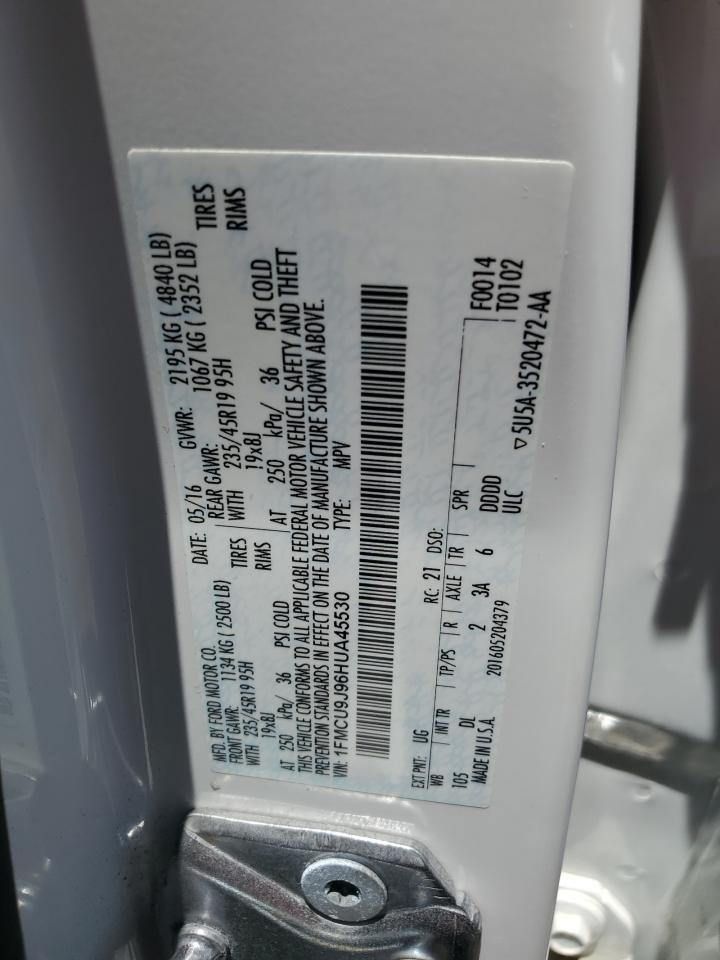 MFD. BY FORD MOTOR CO.
DATE: 05/16 GVWR: 2195 KG ( 4840 LB)
FRONT GAWR: 1134 KG ( 2500 LB) REAR GAWR: 1067 KG ( 2352 LB)
WITH 235/45R19 95H TIRES WITH 235/45R19 95H TIRES
19x8J RIMS 19x8J RIMS
AT 250 kPa/ 36 PSI COLD AT 250 kPa/ 36 PSI COLD
THIS VEHICLE CONFORMS TO ALL APPLICABLE FEDERAL MOTOR VEHICLE SAFETY AND THEFT
PREVENTION STANDARDS IN EFFECT ON THE DATE OF MANUFACTURE SHOWN ABOVE.
VIN: 1FMCU9J96HUA45530 TYPE: MPV
EXT PNT: UG RC: 21 DSO: F0014
WB INT TR TP/PS R AXLE TR SPR T0102
105 DL 2 3A 6 DDDD
MADE IN U.S.A. 201605204379 ULC ▽5U5A-3520472-AA